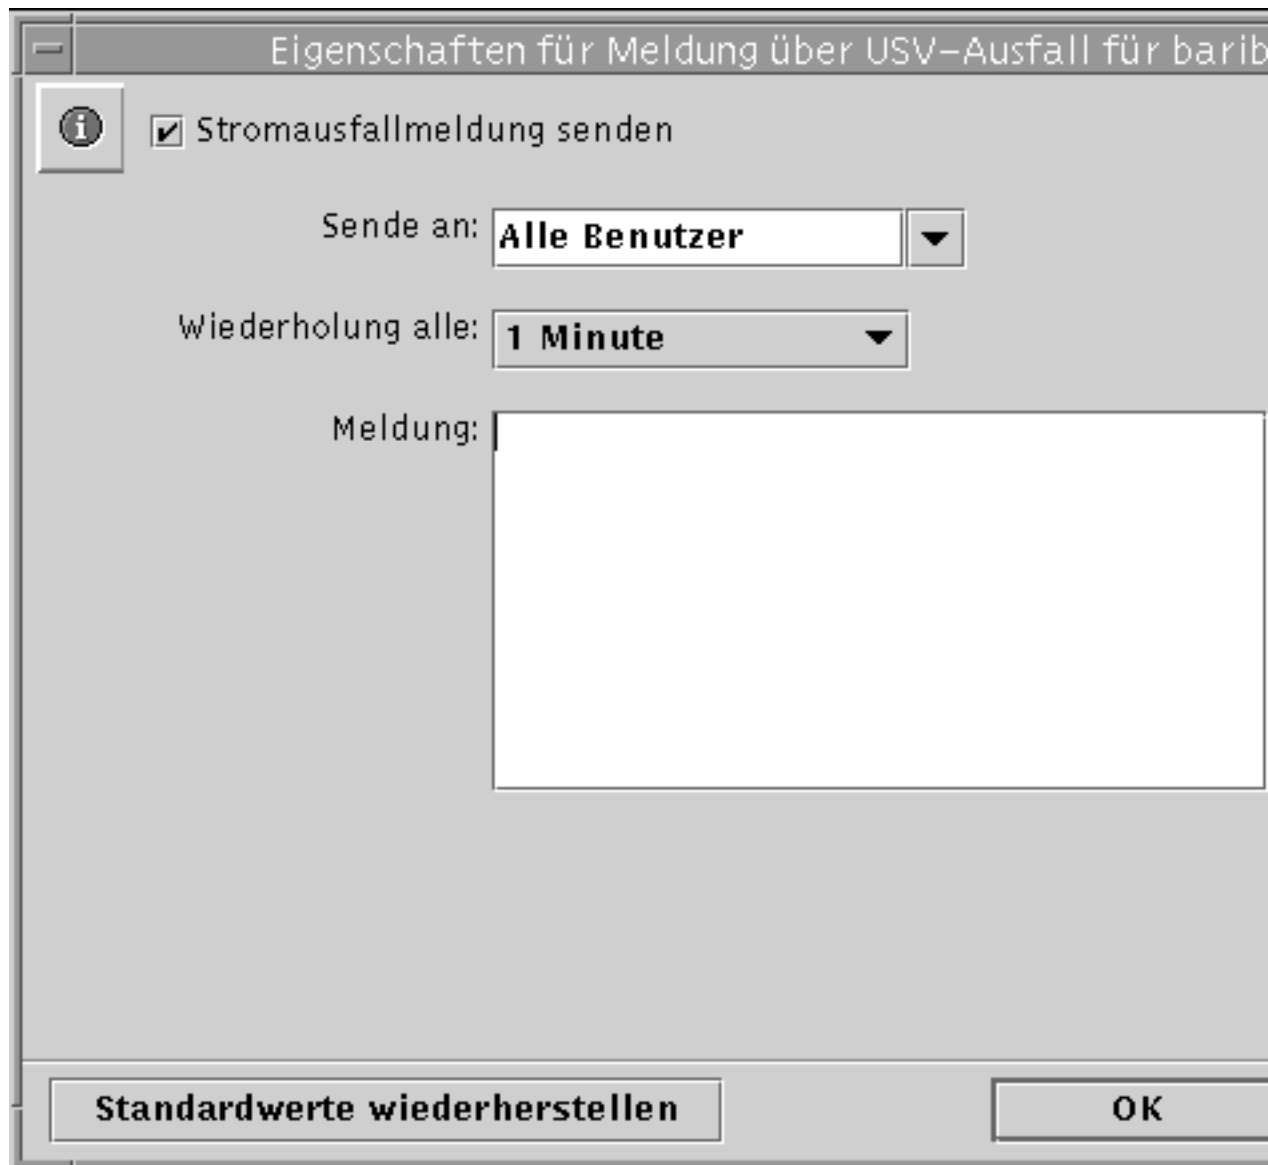 Eigenschaften für Meldung über USV-Ausfall für barib
Stromausfallmeldung senden
Sende an: Alle Benutzer
Wiederholung alle: 1 Minute
Meldung:
Standardwerte wiederherstellen OK